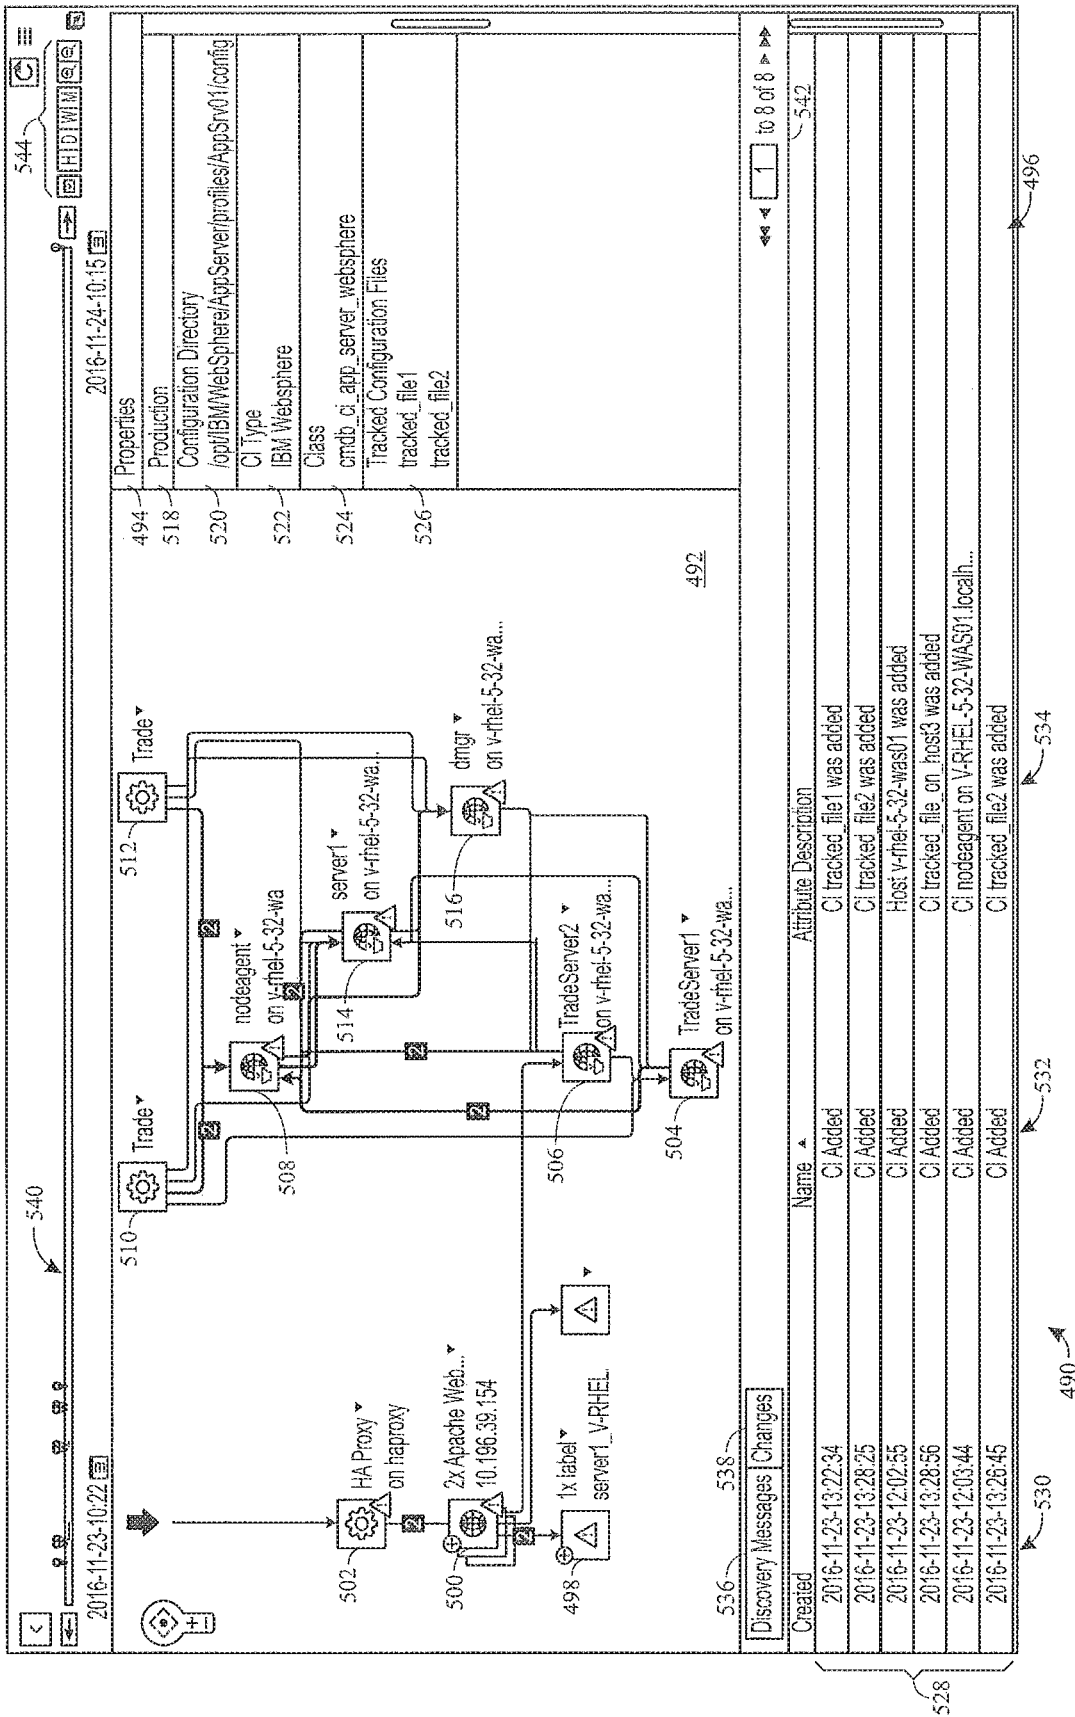 540
544
H D W M
2016-11-23-10:22
2016-11-24-10:15
510
Trade
512
Trade
494
Properties
518
Production
520
Configuration Directory
/opt/IBM/WebSphere/AppServer/profiles/AppSrv01/config
522
CI Type
IBM Websphere
524
Class
cmdb_ci_app_server_websphere
526
Tracked Configuration Files
tracked_file1
tracked_file2
2
2
508
nodeagent
on v-rhel-5-32-wa
2
514
server1
on v-rhel-5-32-wa...
502
HA Proxy
on haproxy
2
2
2
516
dmgr
on v-rhel-5-32-wa...
500
2x Apache Web...
10.196.39.154
2
506
TradeServer2
on v-rhel-5-32-wa...
498
1x label
server1_V-RHEL.
504
TradeServer1
on v-rhel-5-32-wa...
492
536
538
Discovery Messages
Changes
1 to 8 of 8
542
Created
Name
Attribute Description
2016-11-23-13:22:34 CI Added CI tracked_file1 was added
2016-11-23-13:28:25 CI Added CI tracked_file2 was added
2016-11-23-12:02:55 CI Added Host v-rhel-5-32-was01 was added
2016-11-23-13:28:56 CI Added CI tracked_file_on_host3 was added
2016-11-23-12:03:44 CI Added CI nodeagent on V-RHEL-5-32-WAS01.localh...
2016-11-23-13:26:45 CI Added CI tracked_file2 was added
528
530
532
534
496
490